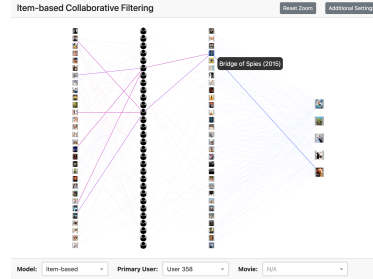 Item-based Collaborative Filtering
Reset Zoom
Additional Setting
Bridge of Spies (2015)
Model: Item-based
Primary User: User 358
Movie: N/A